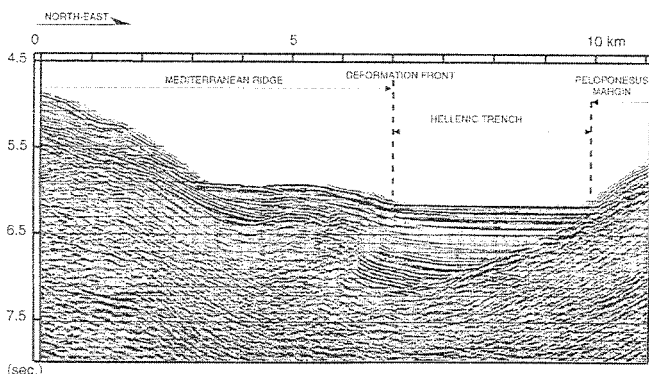 NORTH-EAST
0 5 10 km
4.5
MEDITERRANEAN RIDGE
DEFORMATION FRONT
PELOPONESUS
MARGIN
HELLENIC TRENCH
5.5
6.5
7.5
(sec.)